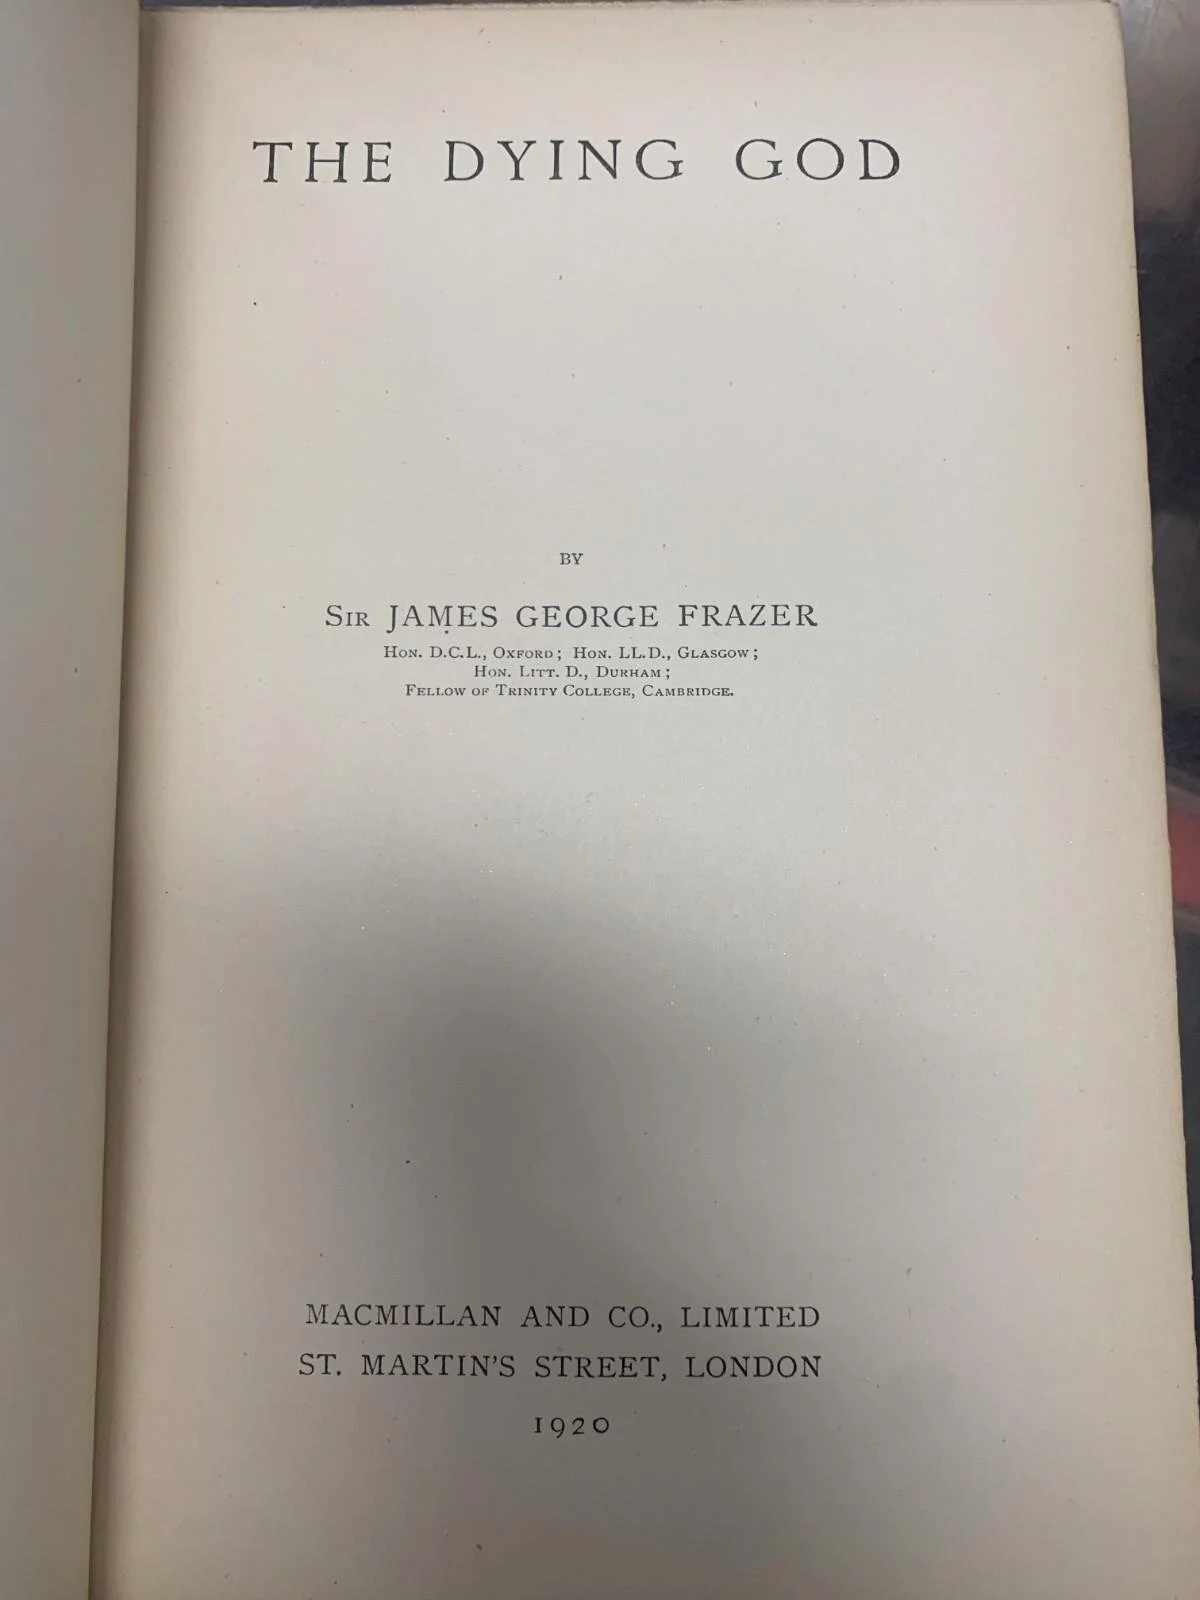 THE DYING GOD
BY
Sir JAMES GEORGE FRAZER
Hon. D.C.L., Oxford; Hon. LL.D., Glasgow;
Hon. Litt. D., Durham;
Fellow of Trinity College, Cambridge.
MACMILLAN AND CO., LIMITED
ST. MARTIN'S STREET, LONDON
1920